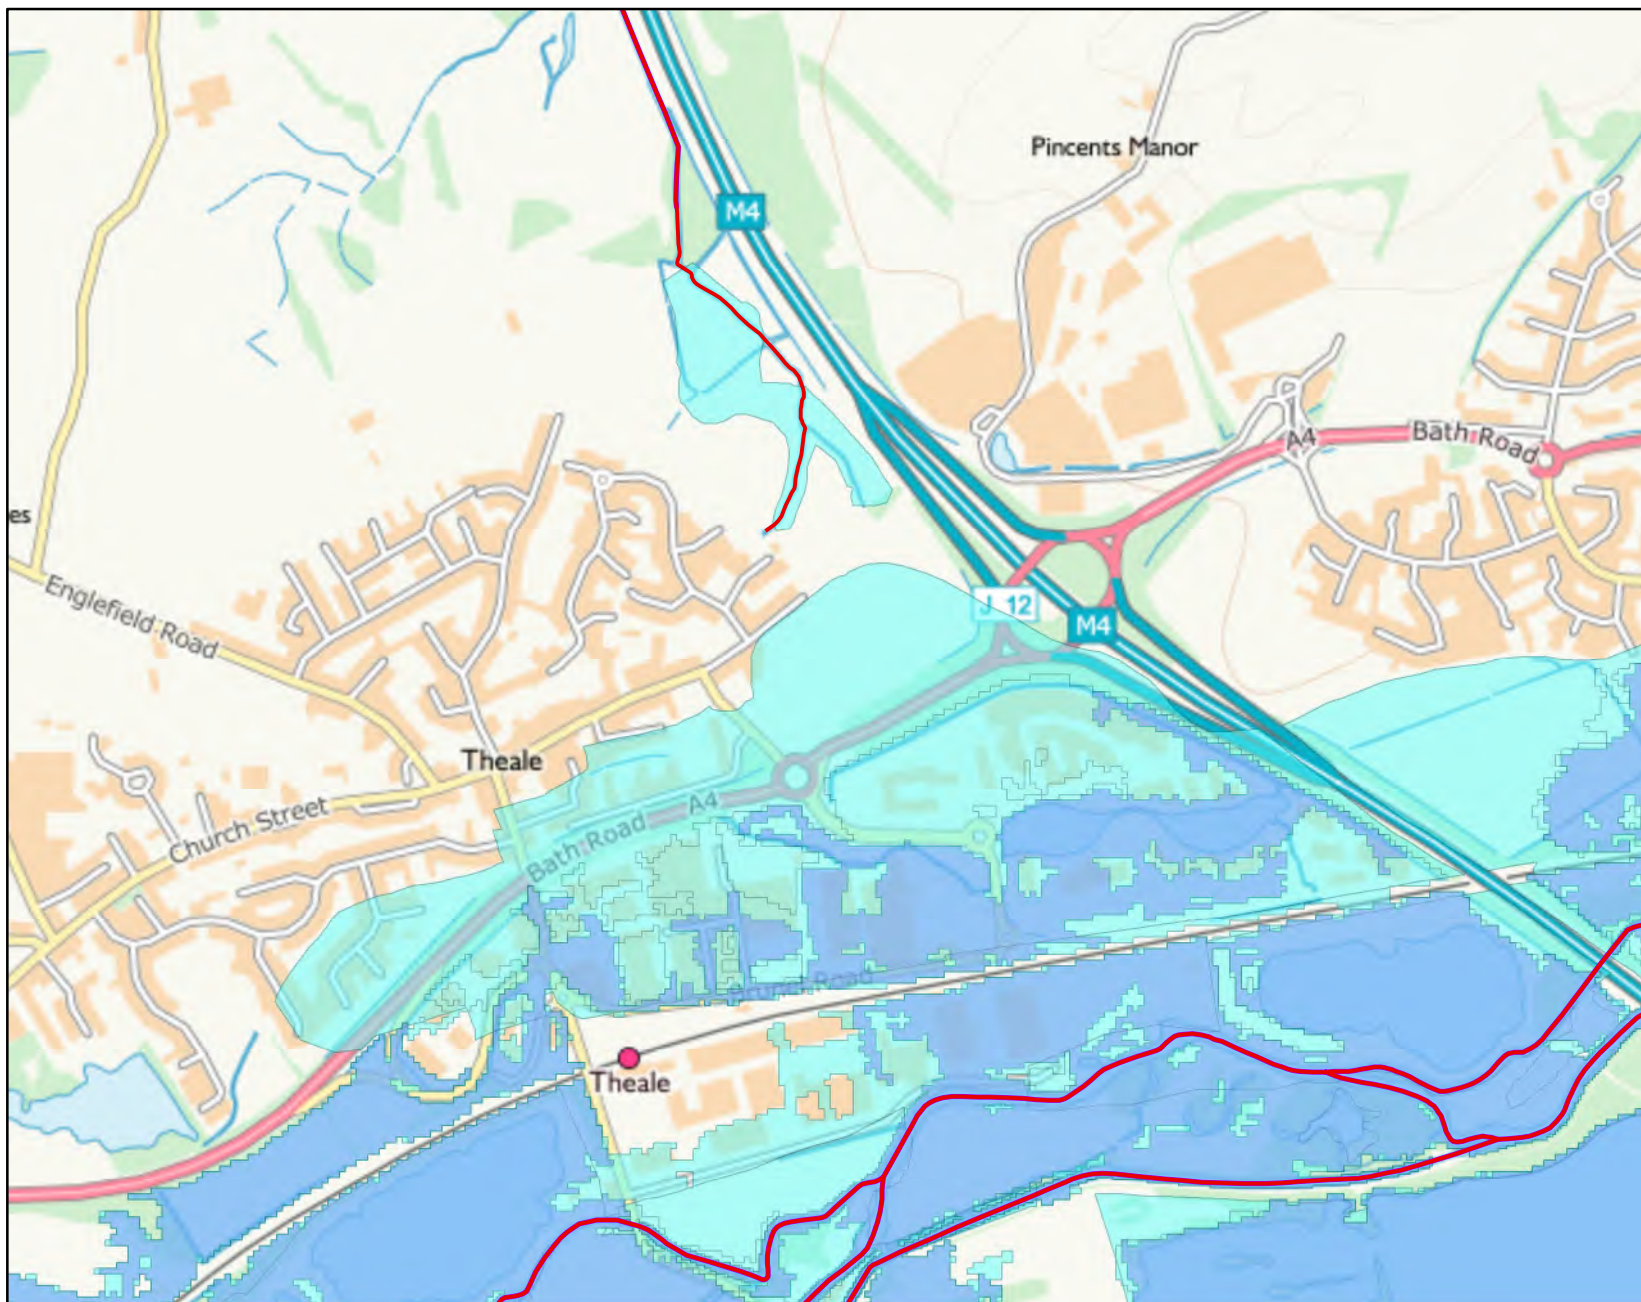 Pincents Manor
M4
A4
Bath Road
es
Englefield Road
J 12
M4
Theale
A4
Bath Road
Church Street
Theale